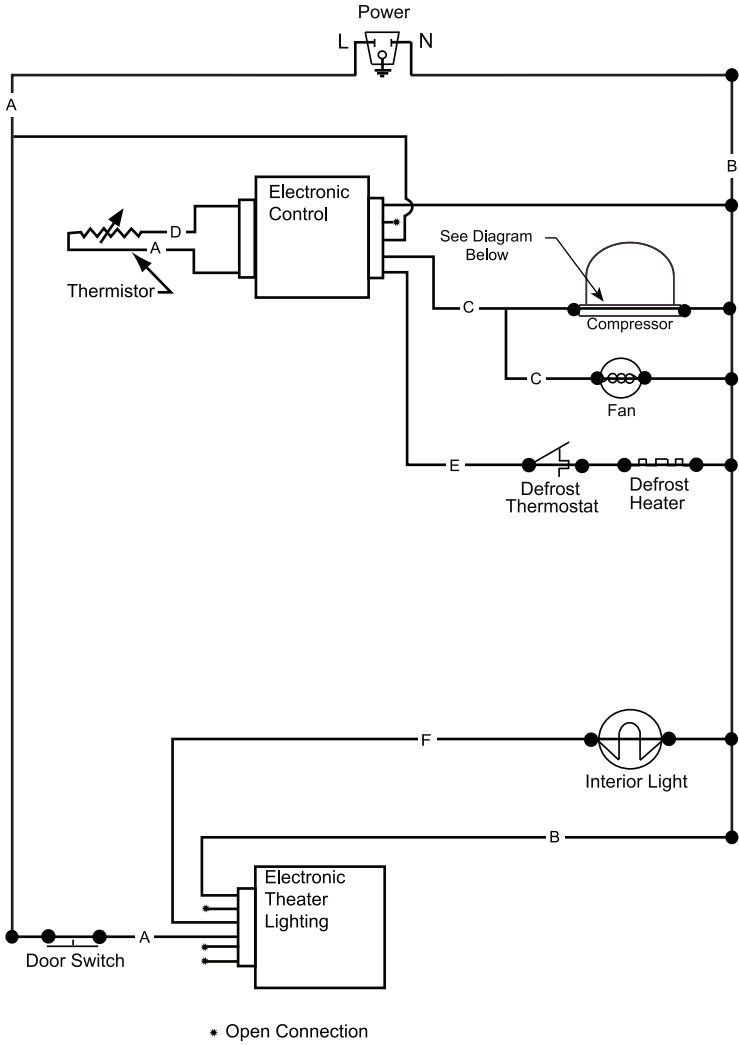 Power
L
N
A
B
Electronic
Control
D
A
Thermistor
See Diagram
Below
C
Compressor
C
Fan
E
Defrost
Thermostat
Defrost
Heater
F
Interior Light
B
Electronic
Theater
Lighting
A
Door Switch
* Open Connection